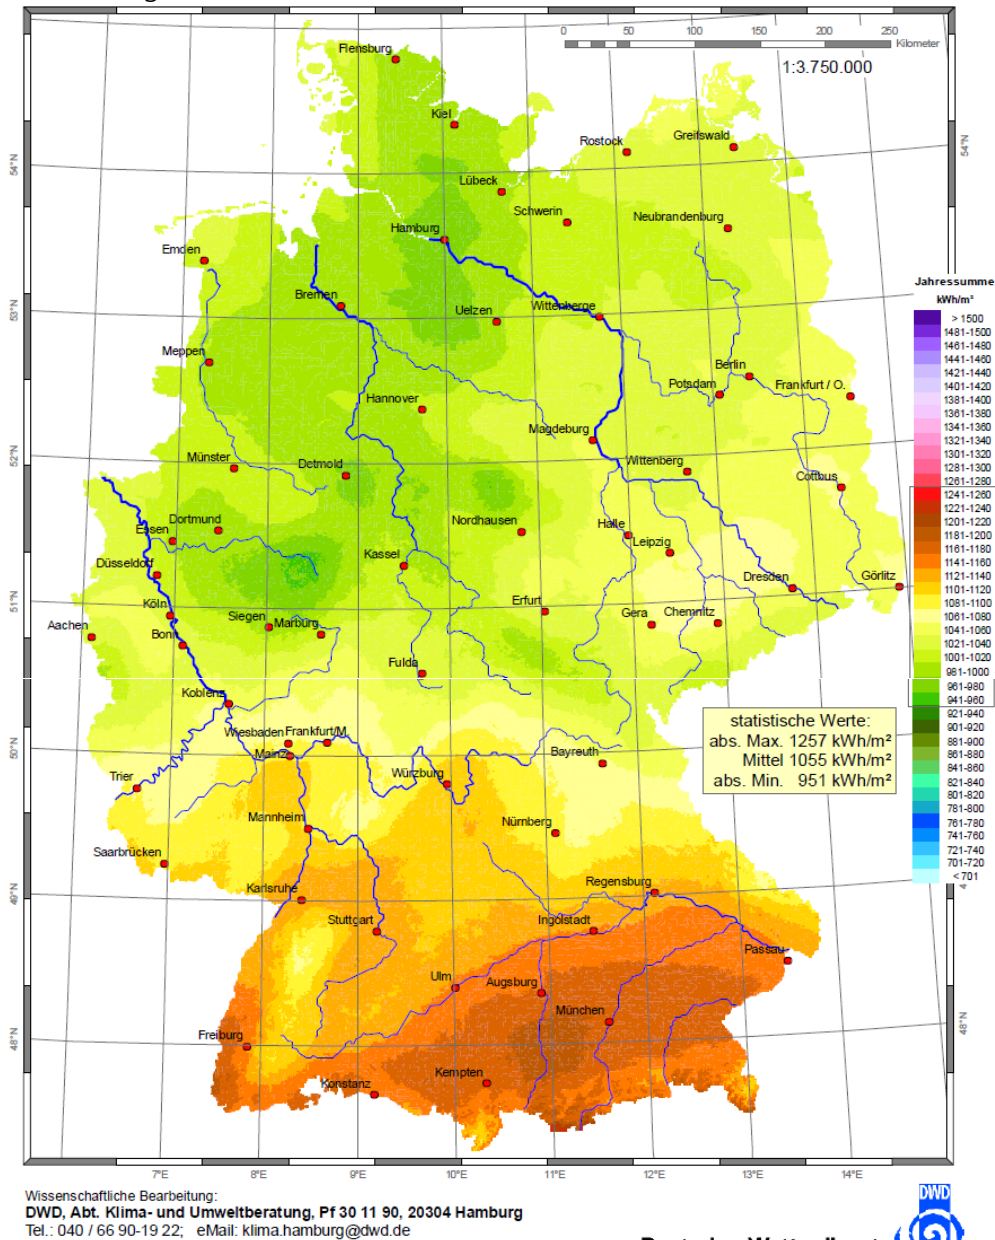 0 50 100 150 200 250
Kilometer
1:3.750.000
Flensburg
Kiel
Rostock
Greifswald
54°N
54°N
Lübeck
Schwerin
Neubrandenburg
Hamburg
Emden
Bremen
Uelzen
Wittenberge
53°N
Meppen
Berlin
Potsdam
Frankfurt / O.
Hannover
Magdeburg
52°N
Münster
Detmold
Wittenberg
Cottbus
Dortmund
Essen
Nordhausen
Halle
Leipzig
Düsseldorf
Kassel
Dresden
Görlitz
51°N
Köln
Erfurt
Aachen
Siegen
Marburg
Gera
Chemnitz
Bonn
Fulda
Koblenz
Wiesbaden
Frankfurt/M.
Mainz
Bayreuth
50°N
Trier
Würzburg
Mannheim
Nürnberg
Saarbrücken
Karlsruhe
Regensburg
49°N
4
Stuttgart
Ingolstadt
Passau
Ulm
Augsburg
München
Freiburg
48°N
48°N
Konstanz
Kempten
7°E 8°E 9°E 10°E 11°E 12°E 13°E 14°E
Jahressumme
kWh/m²
> 1500
1481-1500
1461-1480
1441-1460
1421-1440
1401-1420
1381-1400
1361-1380
1341-1360
1321-1340
1301-1320
1281-1300
1261-1280
1241-1260
1221-1240
1201-1220
1181-1200
1161-1180
1141-1160
1121-1140
1101-1120
1081-1100
1061-1080
1041-1060
1021-1040
1001-1020
981-1000
961-980
941-960
921-940
901-920
881-900
861-880
841-860
821-840
801-820
781-800
761-780
741-760
721-740
701-720
< 701
statistische Werte:
abs. Max. 1257 kWh/m²
Mittel 1055 kWh/m²
abs. Min. 951 kWh/m²
Wissenschaftliche Bearbeitung:
DWD, Abt. Klima- und Umweltberatung, Pf 30 11 90, 20304 Hamburg
Tel.: 040 / 66 90-19 22; eMail: klima.hamburg@dwd.de
DWD